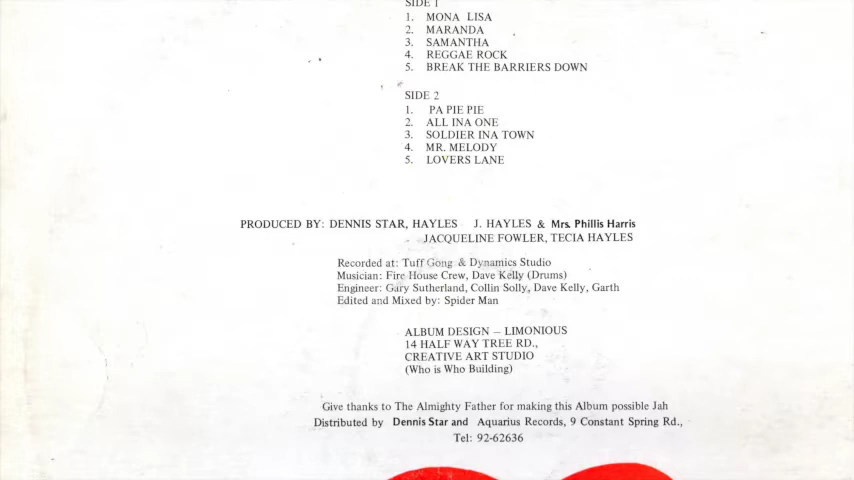 SIDE 1
1. MONA LISA
2. MARANDA
3. SAMANTHA
4. REGGAE ROCK
5. BREAK THE BARRIERS DOWN
SIDE 2
1. PA PIE PIE
2. ALL INA ONE
3. SOLDIER INA TOWN
4. MR. MELODY
5. LOVERS LANE
PRODUCED BY: DENNIS STAR, HAYLES J. HAYLES & Mrs. Phillis Harris
JACQUELINE FOWLER, TECIA HAYLES
Recorded at: Tuff Gong & Dynamics Studio
Musician: Fire House Crew, Dave Kelly (Drums)
Engineer: Gary Sutherland, Collin Solly, Dave Kelly, Garth
Edited and Mixed by: Spider Man
ALBUM DESIGN – LIMONIOUS
14 HALF WAY TREE RD.,
CREATIVE ART STUDIO
(Who is Who Building)
Give thanks to The Almighty Father for making this Album possible Jah
Distributed by Dennis Star and Aquarius Records, 9 Constant Spring Rd.,
Tel: 92-62636